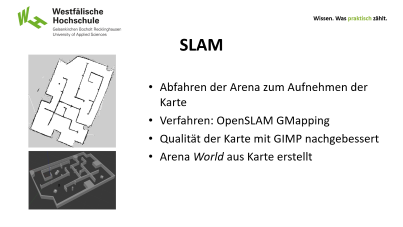 Westfälische
Hochschule
Gelsenkirchen Bocholt Recklinghausen
University of Applied Sciences
Wissen. Was praktisch zählt.
SLAM
• Abfahren der Arena zum Aufnehmen der
Karte
• Verfahren: OpenSLAM GMapping
• Qualität der Karte mit GIMP nachgebessert
• Arena World aus Karte erstellt